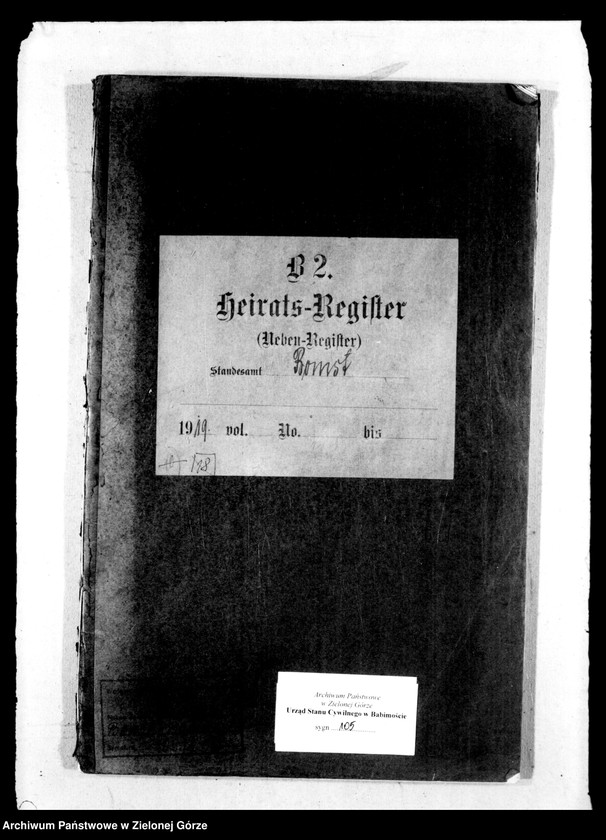 B 2.
Heirats-Register
(Neben-Register)
Standesamt Bomst
1919. vol. No. bis
Archiwum Państwowe
w Zielonej Górze
Urząd Stanu Cywilnego w Babimoście
sygn. 105
Archiwum Państwowe w Zielonej Górze